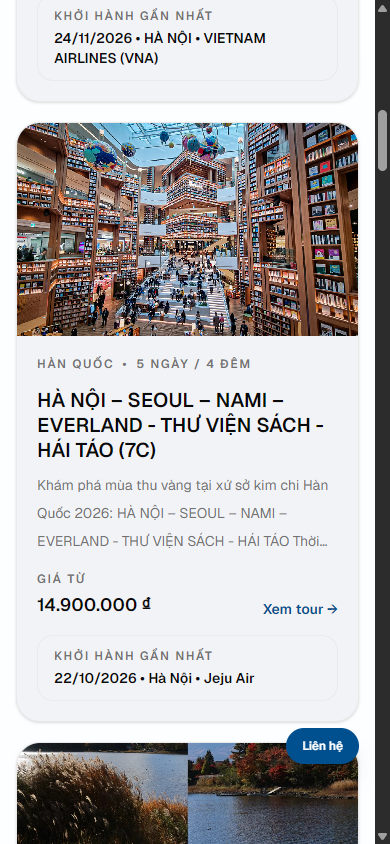 KHỞI HÀNH GẦN NHẤT
24/11/2026 • HÀ NỘI • VIETNAM
AIRLINES (VNA)
HÀN QUỐC • 5 NGÀY / 4 ĐÊM
HÀ NỘI – SEOUL – NAMI –
EVERLAND - THƯ VIỆN SÁCH -
HÁI TÁO (7C)
Khám phá mùa thu vàng tại xứ sở kim chi Hàn
Quốc 2026: HÀ NỘI – SEOUL – NAMI –
EVERLAND - THƯ VIỆN SÁCH - HÁI TÁO Thời...
GIÁ TỪ
14.900.000 ₫
Xem tour →
KHỞI HÀNH GẦN NHẤT
22/10/2026 • Hà Nội • Jeju Air
Liên hệ